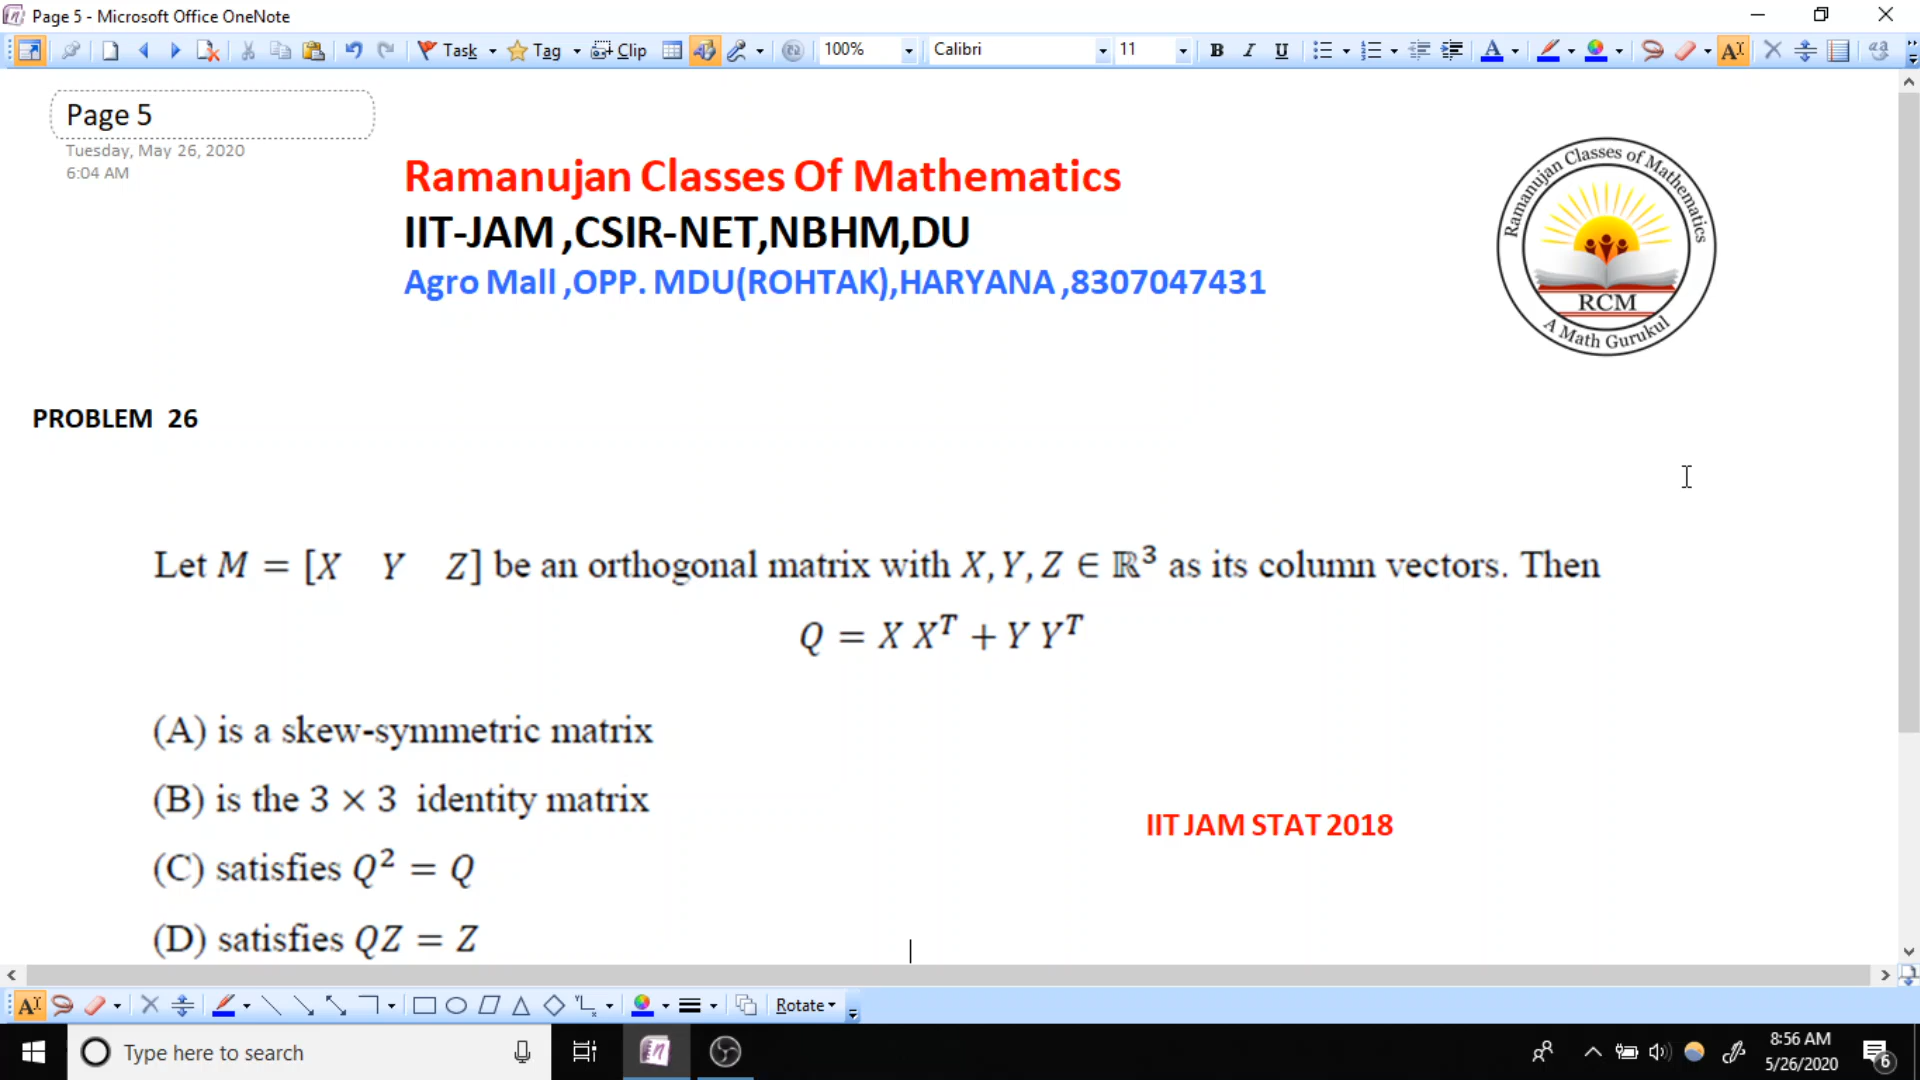 Page 5 - Microsoft Office OneNote
Task Tag Clip 100% Calibri 11 B I U
Page 5
Tuesday, May 26, 2020
6:04 AM
Ramanujan Classes Of Mathematics
IIT-JAM ,CSIR-NET,NBHM,DU
Agro Mall ,OPP. MDU(ROHTAK),HARYANA ,8307047431
Ramanujan Classes of Mathematics
RCM
A Math Gurukul
PROBLEM 26
Let M = [X Y Z] be an orthogonal matrix with X, Y, Z ∈ ℝ³ as its column vectors. Then
Q = X Xᵀ + Y Yᵀ
(A) is a skew-symmetric matrix
(B) is the 3 × 3 identity matrix
IIT JAM STAT 2018
(C) satisfies Q² = Q
(D) satisfies QZ = Z
Rotate
Type here to search
8:56 AM
5/26/2020
6